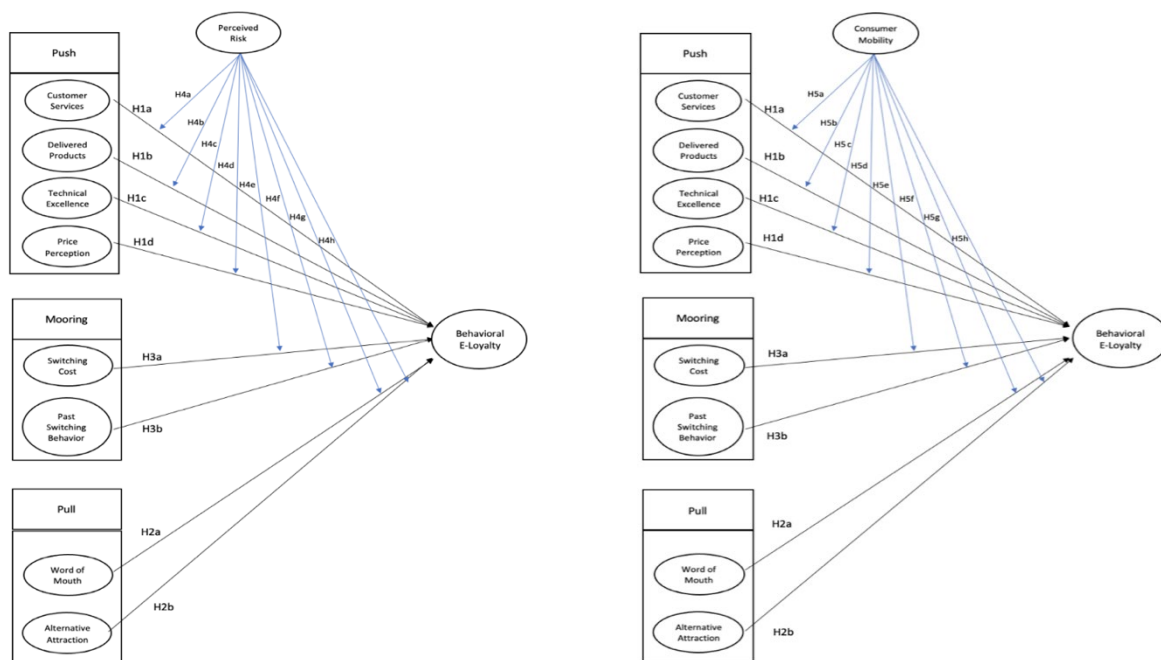 Perceived
Risk
Push
Customer
Services
H1a
Delivered
Products
H1b
Technical
Excellence
H1c
Price
Perception
H1d
H4a
H4b
H4c
H4d
H4e
H4f
H4g
H4h
Mooring
Switching
Cost
H3a
Past
Switching
Behavior
H3b
Behavioral
E-Loyalty
Pull
Word of
Mouth
H2a
Alternative
Attraction
H2b
Consumer
Mobility
Push
Customer
Services
H1a
Delivered
Products
H1b
Technical
Excellence
H1c
Price
Perception
H1d
H5a
H5b
H5c
H5d
H5e
H5f
H5g
H5h
Mooring
Switching
Cost
H3a
Past
Switching
Behavior
H3b
Behavioral
E-Loyalty
Pull
Word of
Mouth
H2a
Alternative
Attraction
H2b